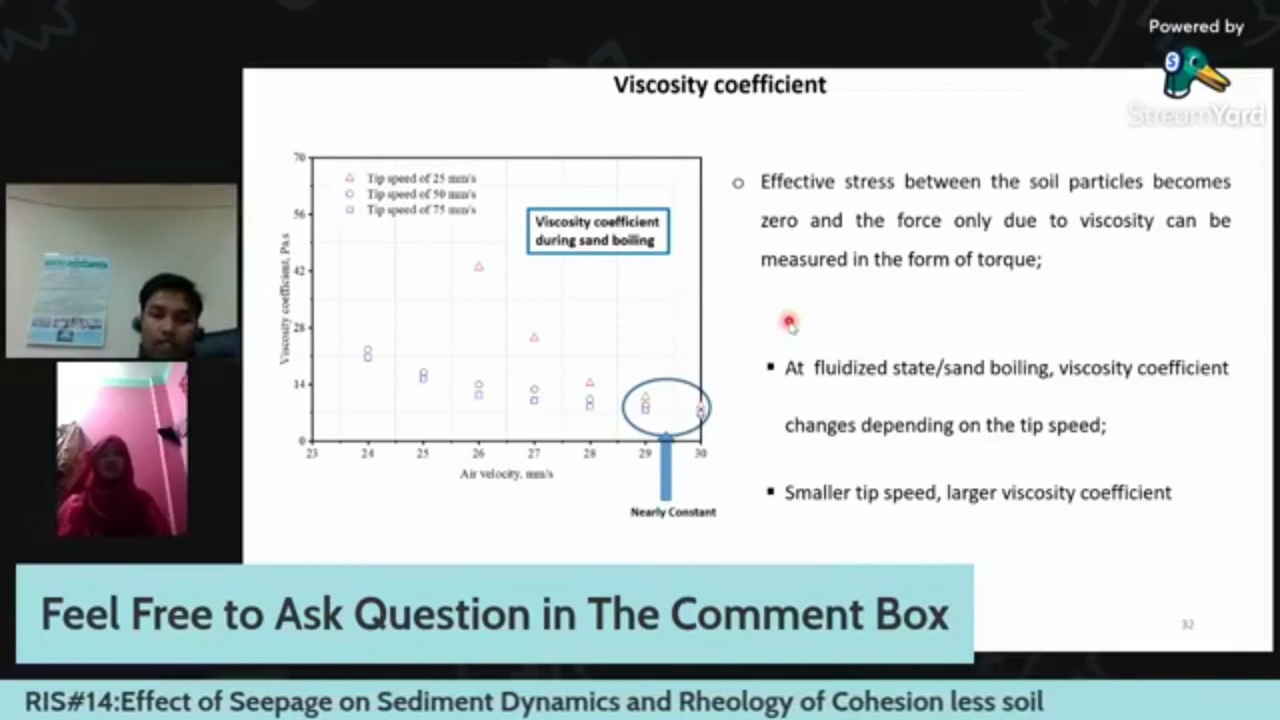 Powered by
StreamYard
Viscosity coefficient
70
56
42
28
14
0
Viscosity coefficient, Pa.s
Tip speed of 25 mm/s
Tip speed of 50 mm/s
Tip speed of 75 mm/s
Viscosity coefficient
during sand boiling
23 24 25 26 27 28 29 30
Air velocity, mm/s
Nearly Constant
o Effective stress between the soil particles becomes
zero and the force only due to viscosity can be
measured in the form of torque;
▪ At fluidized state/sand boiling, viscosity coefficient
changes depending on the tip speed;
▪ Smaller tip speed, larger viscosity coefficient
32
Feel Free to Ask Question in The Comment Box
RIS#14:Effect of Seepage on Sediment Dynamics and Rheology of Cohesion less soil